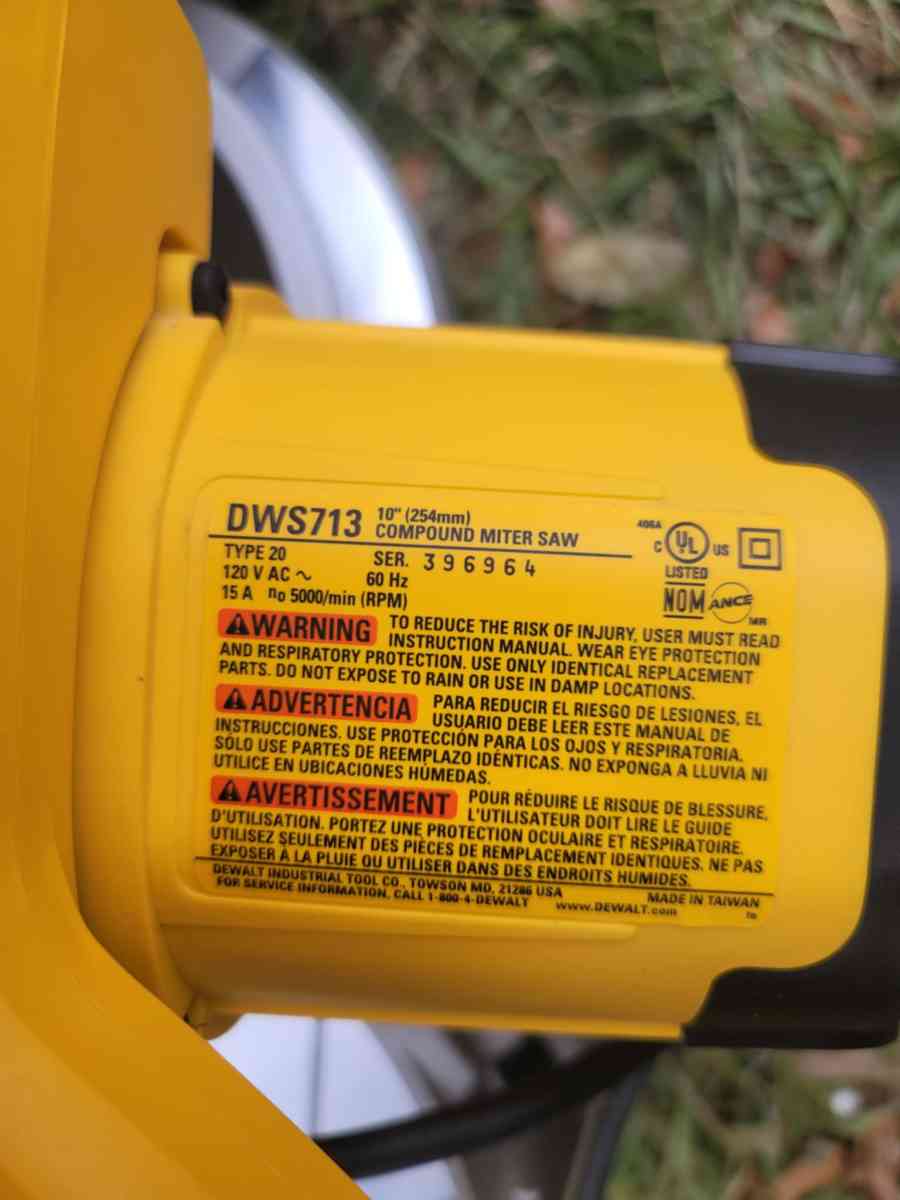 DWS713 10" (254mm)
COMPOUND MITER SAW
TYPE 20 SER. 396964
120 V AC ~ 60 Hz
15 A n₀ 5000/min (RPM)
406A
C UL US
LISTED
NOM ANCE
MR
⚠WARNING TO REDUCE THE RISK OF INJURY, USER MUST READ
INSTRUCTION MANUAL. WEAR EYE PROTECTION
AND RESPIRATORY PROTECTION. USE ONLY IDENTICAL REPLACEMENT
PARTS. DO NOT EXPOSE TO RAIN OR USE IN DAMP LOCATIONS.
⚠ADVERTENCIA PARA REDUCIR EL RIESGO DE LESIONES, EL
USUARIO DEBE LEER ESTE MANUAL DE
INSTRUCCIONES. USE PROTECCIÓN PARA LOS OJOS Y RESPIRATORIA.
SÓLO USE PARTES DE REEMPLAZO IDÉNTICAS. NO EXPONGA A LLUVIA NI
UTILICE EN UBICACIONES HÚMEDAS.
⚠AVERTISSEMENT POUR RÉDUIRE LE RISQUE DE BLESSURE,
L'UTILISATEUR DOIT LIRE LE GUIDE
D'UTILISATION. PORTEZ UNE PROTECTION OCULAIRE ET RESPIRATOIRE.
UTILISEZ SEULEMENT DES PIÈCES DE REMPLACEMENT IDENTIQUES. NE PAS
EXPOSER À LA PLUIE OU UTILISER DANS DES ENDROITS HUMIDES.
DEWALT INDUSTRIAL TOOL CO., TOWSON MD, 21286 USA MADE IN TAIWAN
FOR SERVICE INFORMATION, CALL 1-800-4-DEWALT www.DEWALT.com